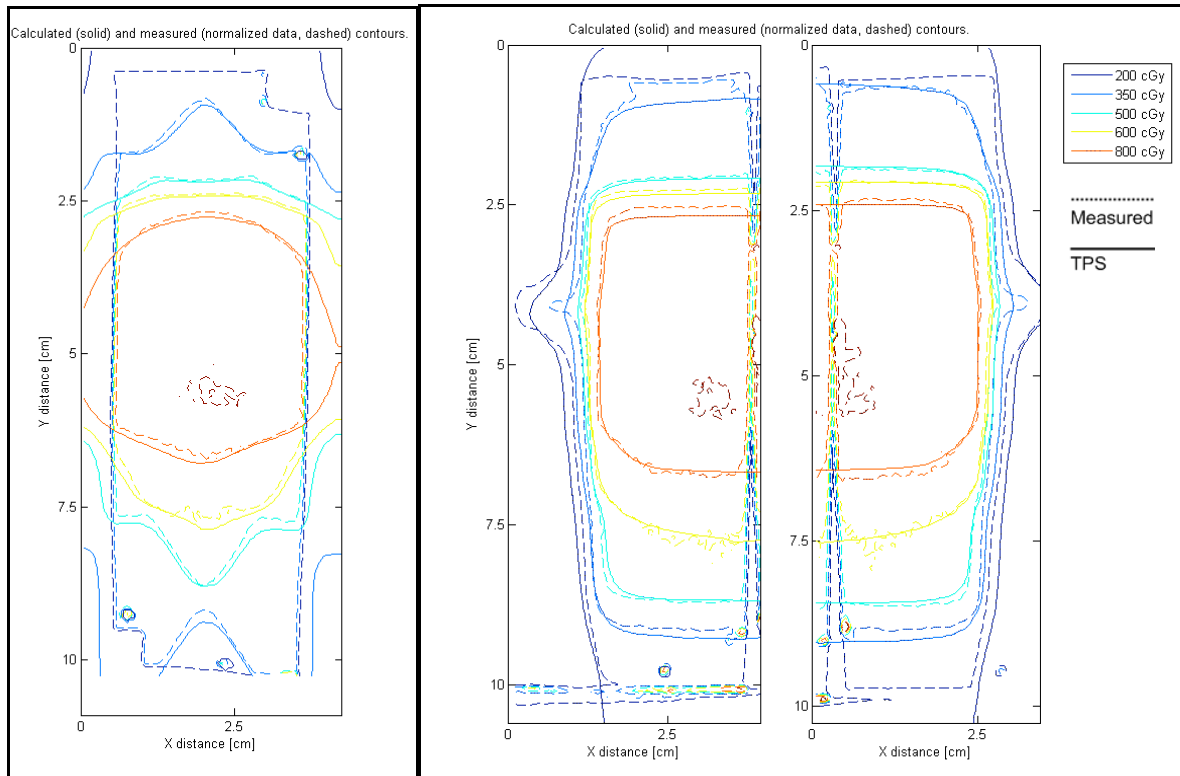 Calculated (solid) and measured (normalized data, dashed) contours.
0
2.5
5
7.5
10
Y distance [cm]
0
2.5
X distance [cm]
Calculated (solid) and measured (normalized data, dashed) contours.
0
2.5
5
7.5
10
Y distance [cm]
0
2.5
X distance [cm]
0
2.5
5
7.5
10
0
2.5
X distance [cm]
200 cGy
350 cGy
500 cGy
600 cGy
800 cGy
Measured
TPS